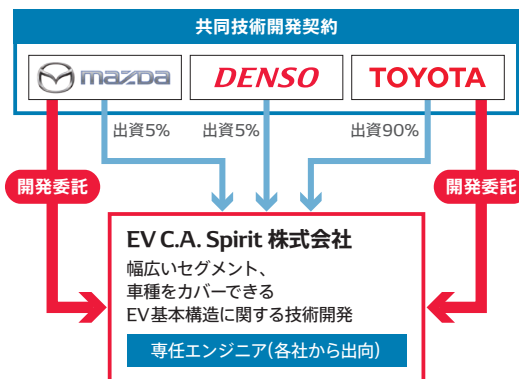 共同技術開発契約
mazda
DENSO
TOYOTA
出資5%
出資5%
出資90%
開発委託
開発委託
EV C.A. Spirit 株式会社
幅広いセグメント、
車種をカバーできる
EV基本構造に関する技術開発
専任エンジニア(各社から出向)